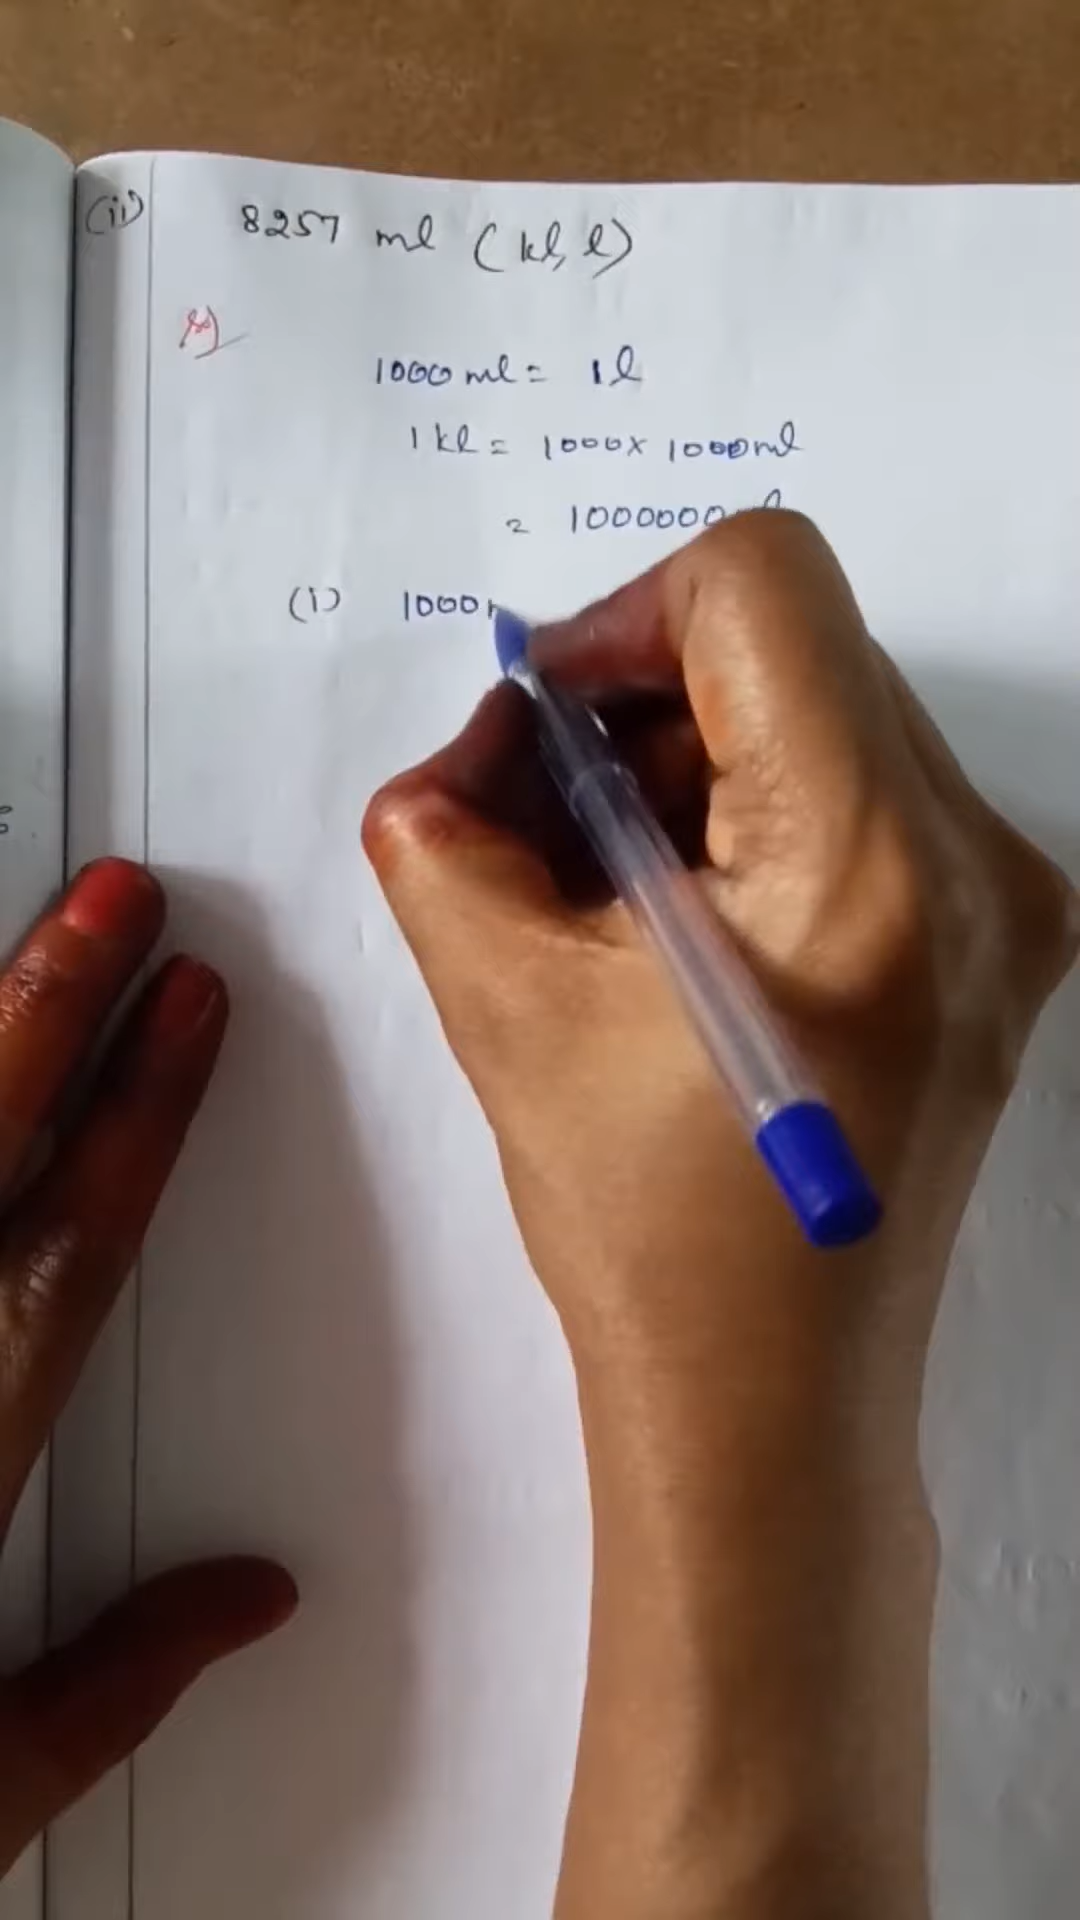 (ii) 8257 ml (kl, l)
1000 ml = 1 l
1 kl = 1000 x 1000 ml
= 1000000
(i) 1000